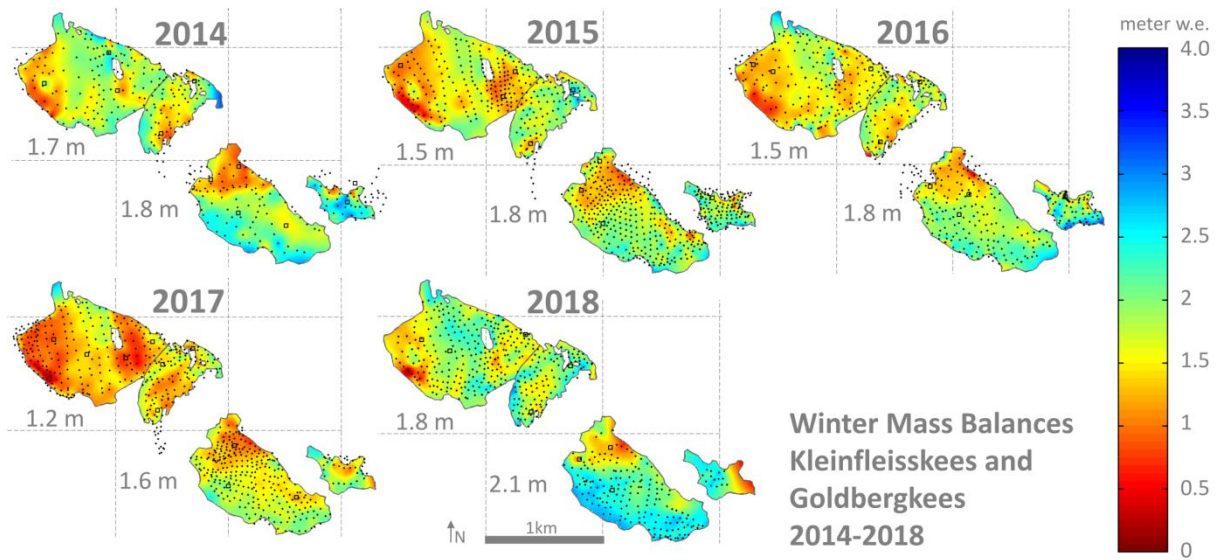 2014
1.7 m
1.8 m
2015
1.5 m
1.8 m
2016
1.5 m
1.8 m
2017
1.2 m
1.6 m
2018
1.8 m
2.1 m
N
1km
Winter Mass Balances
Kleinfleisskees and
Goldbergkees
2014-2018
meter w.e.
4.0
3.5
3
2.5
2
1.5
1
0.5
0